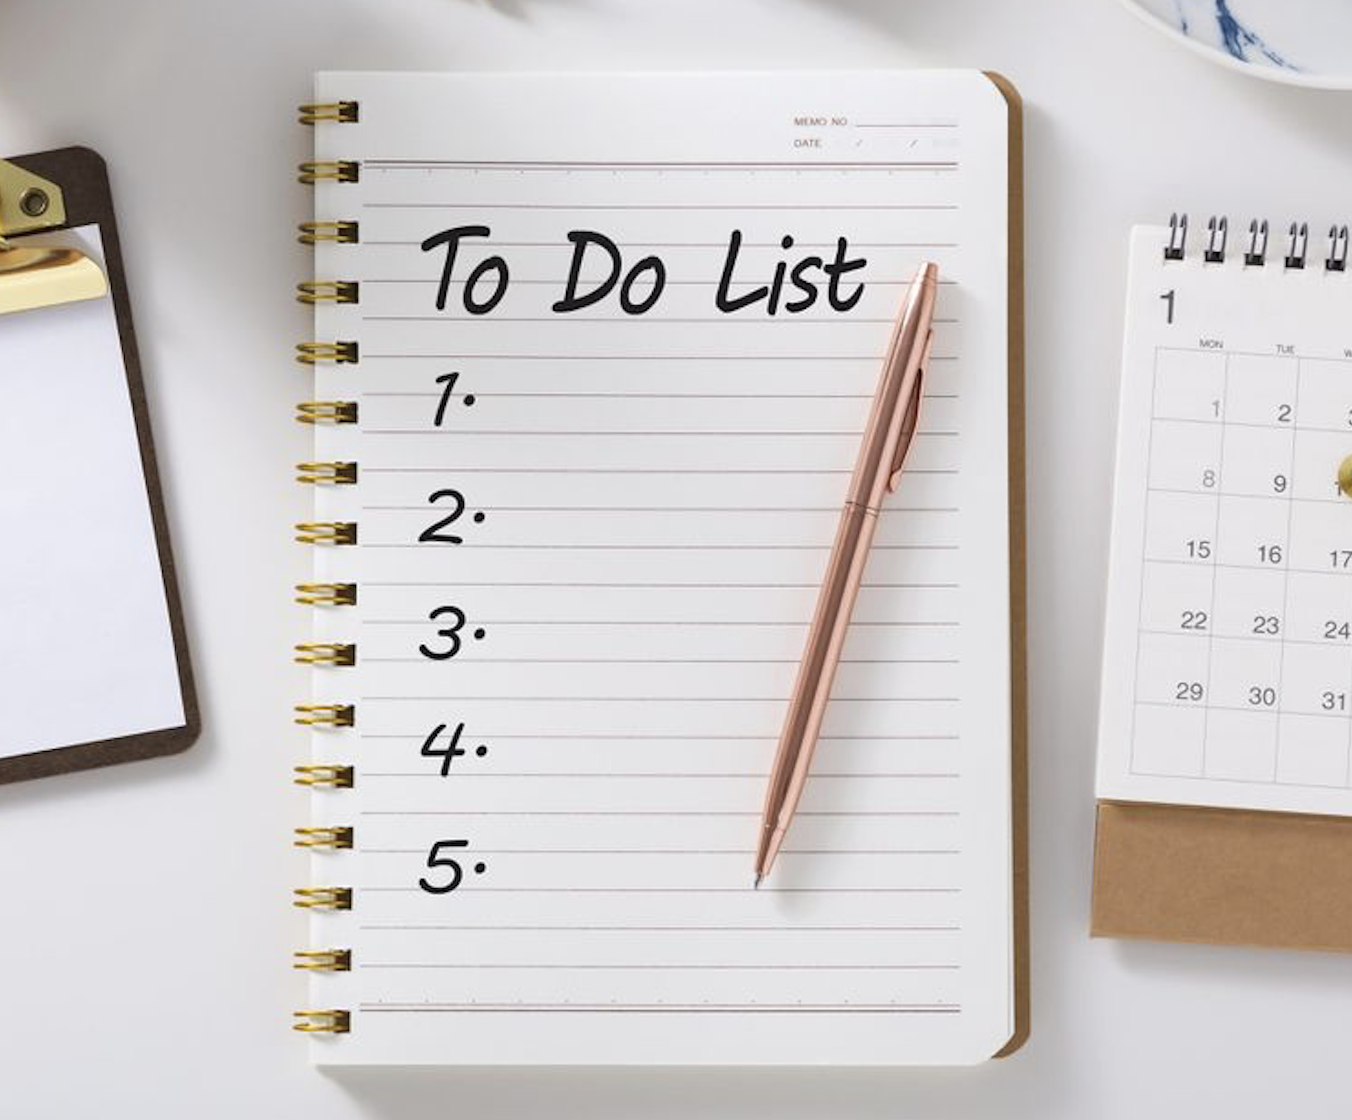 MEMO NO
DATE / /
To Do List
1.
2.
3.
4.
5.
1
MON TUE
1 2
8 9
15 16 17
22 23 24
29 30 31